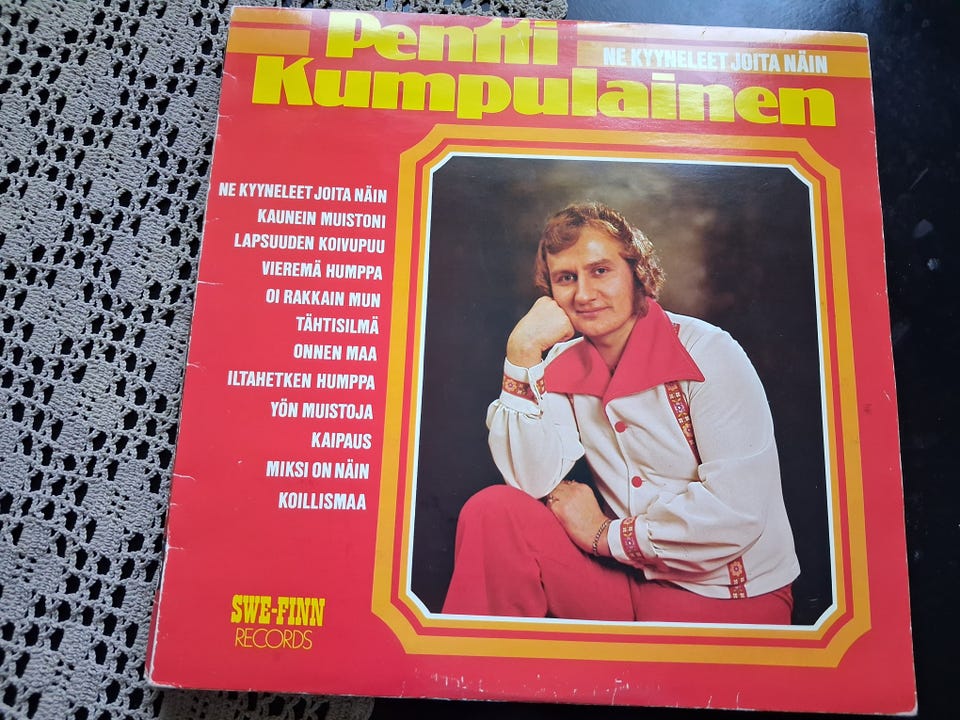 Pentti
Kumpulainen
NE KYYNELEET JOITA NÄIN
NE KYYNELEET JOITA NÄIN
KAUNEIN MUISTONI
LAPSUUDEN KOIVUPUU
VIEREMÄ HUMPPA
OI RAKKAIN MUN
TÄHTISILMÄ
ONNEN MAA
ILTAHETKEN HUMPPA
YÖN MUISTOJA
KAIPAUS
MIKSI ON NÄIN
KOILLISMAA
SWE-FINN
RECORDS